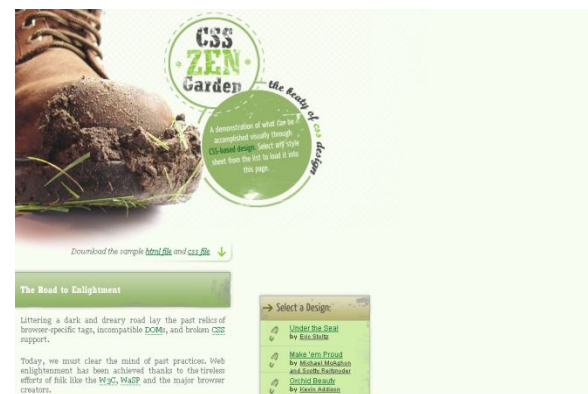 CSS
ZEN
Garden
the beaty of css design
A demonstration of what can be
accomplished visually through
CSS-based design. Select any style
sheet from the list to load it into
this page.
Download the sample html file and css file
The Road to Enlightment
Littering a dark and dreary road lay the past relics of
browser-specific tags, incompatible DOMs, and broken CSS
support.
Today, we must clear the mind of past practices. Web
enlightenment has been achieved thanks to the tireless
efforts of folk like the W3C, WaSP and the major browser
creators.
Select a Design:
Under the Sea!
by Eric Stoltz
Make 'em Proud
by Michael McAghon
and Scotty Reifsnyder
Orchid Beauty
by Kevin Addison